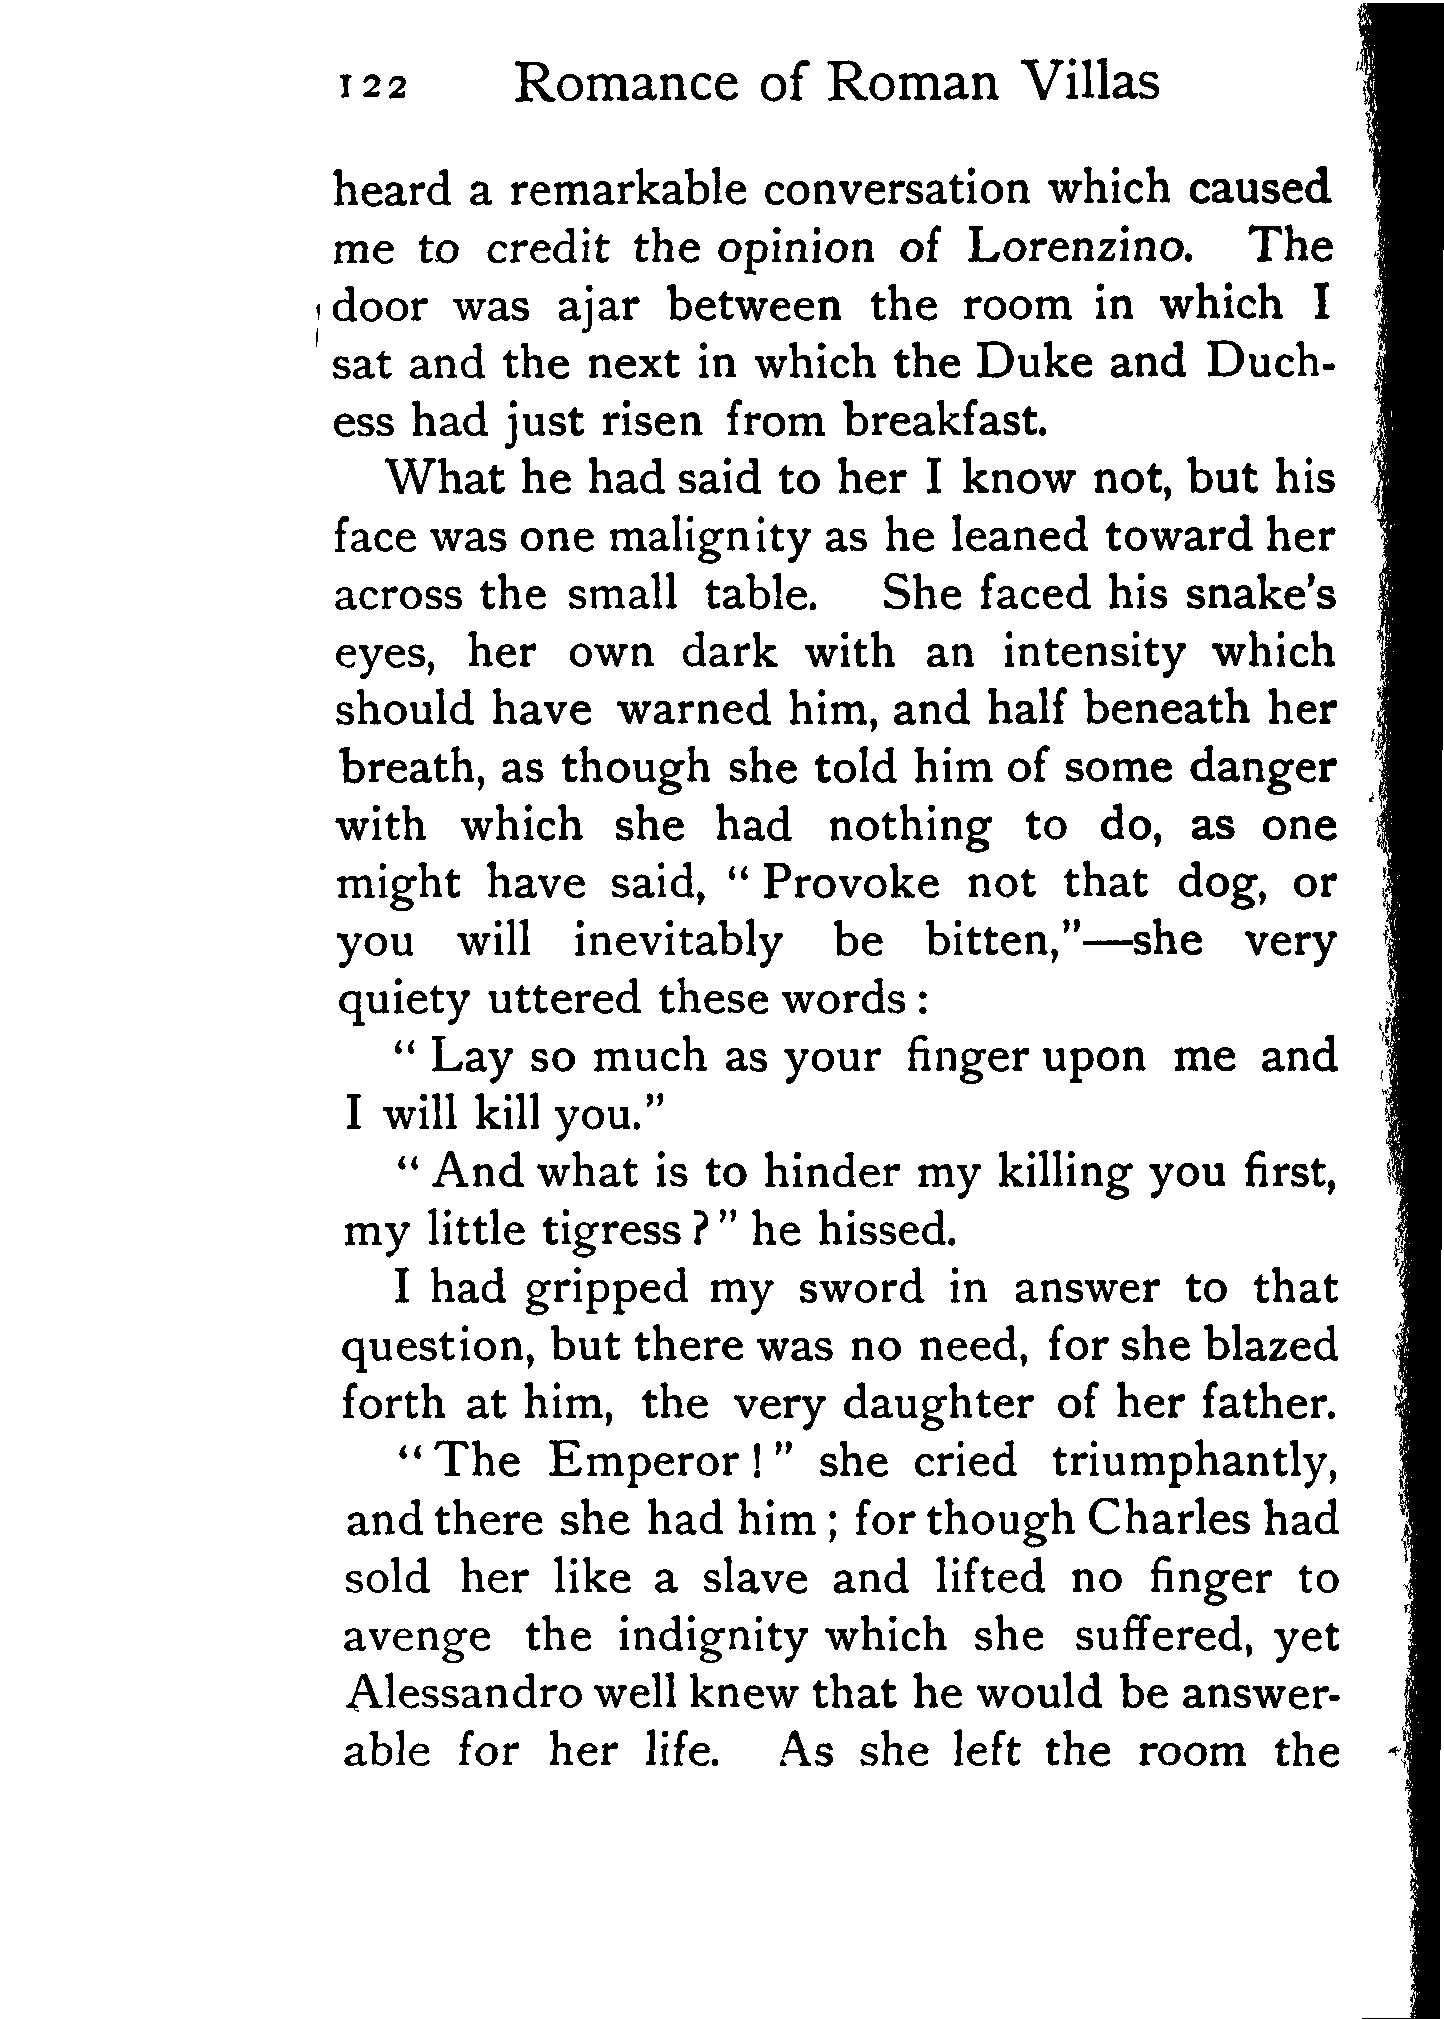 122 Romance of Roman Villas
heard a remarkable conversation which caused
me to credit the opinion of Lorenzino. The
door was ajar between the room in which I
sat and the next in which the Duke and Duch-
ess had just risen from breakfast.
What he had said to her I know not, but his
face was one malignity as he leaned toward her
across the small table. She faced his snake's
eyes, her own dark with an intensity which
should have warned him, and half beneath her
breath, as though she told him of some danger
with which she had nothing to do, as one
might have said, " Provoke not that dog, or
you will inevitably be bitten,"—she very
quiety uttered these words :
" Lay so much as your finger upon me and
I will kill you."
" And what is to hinder my killing you first,
my little tigress ? " he hissed.
I had gripped my sword in answer to that
question, but there was no need, for she blazed
forth at him, the very daughter of her father.
" The Emperor ! " she cried triumphantly,
and there she had him ; for though Charles had
sold her like a slave and lifted no finger to
avenge the indignity which she suffered, yet
Alessandro well knew that he would be answer-
able for her life. As she left the room the